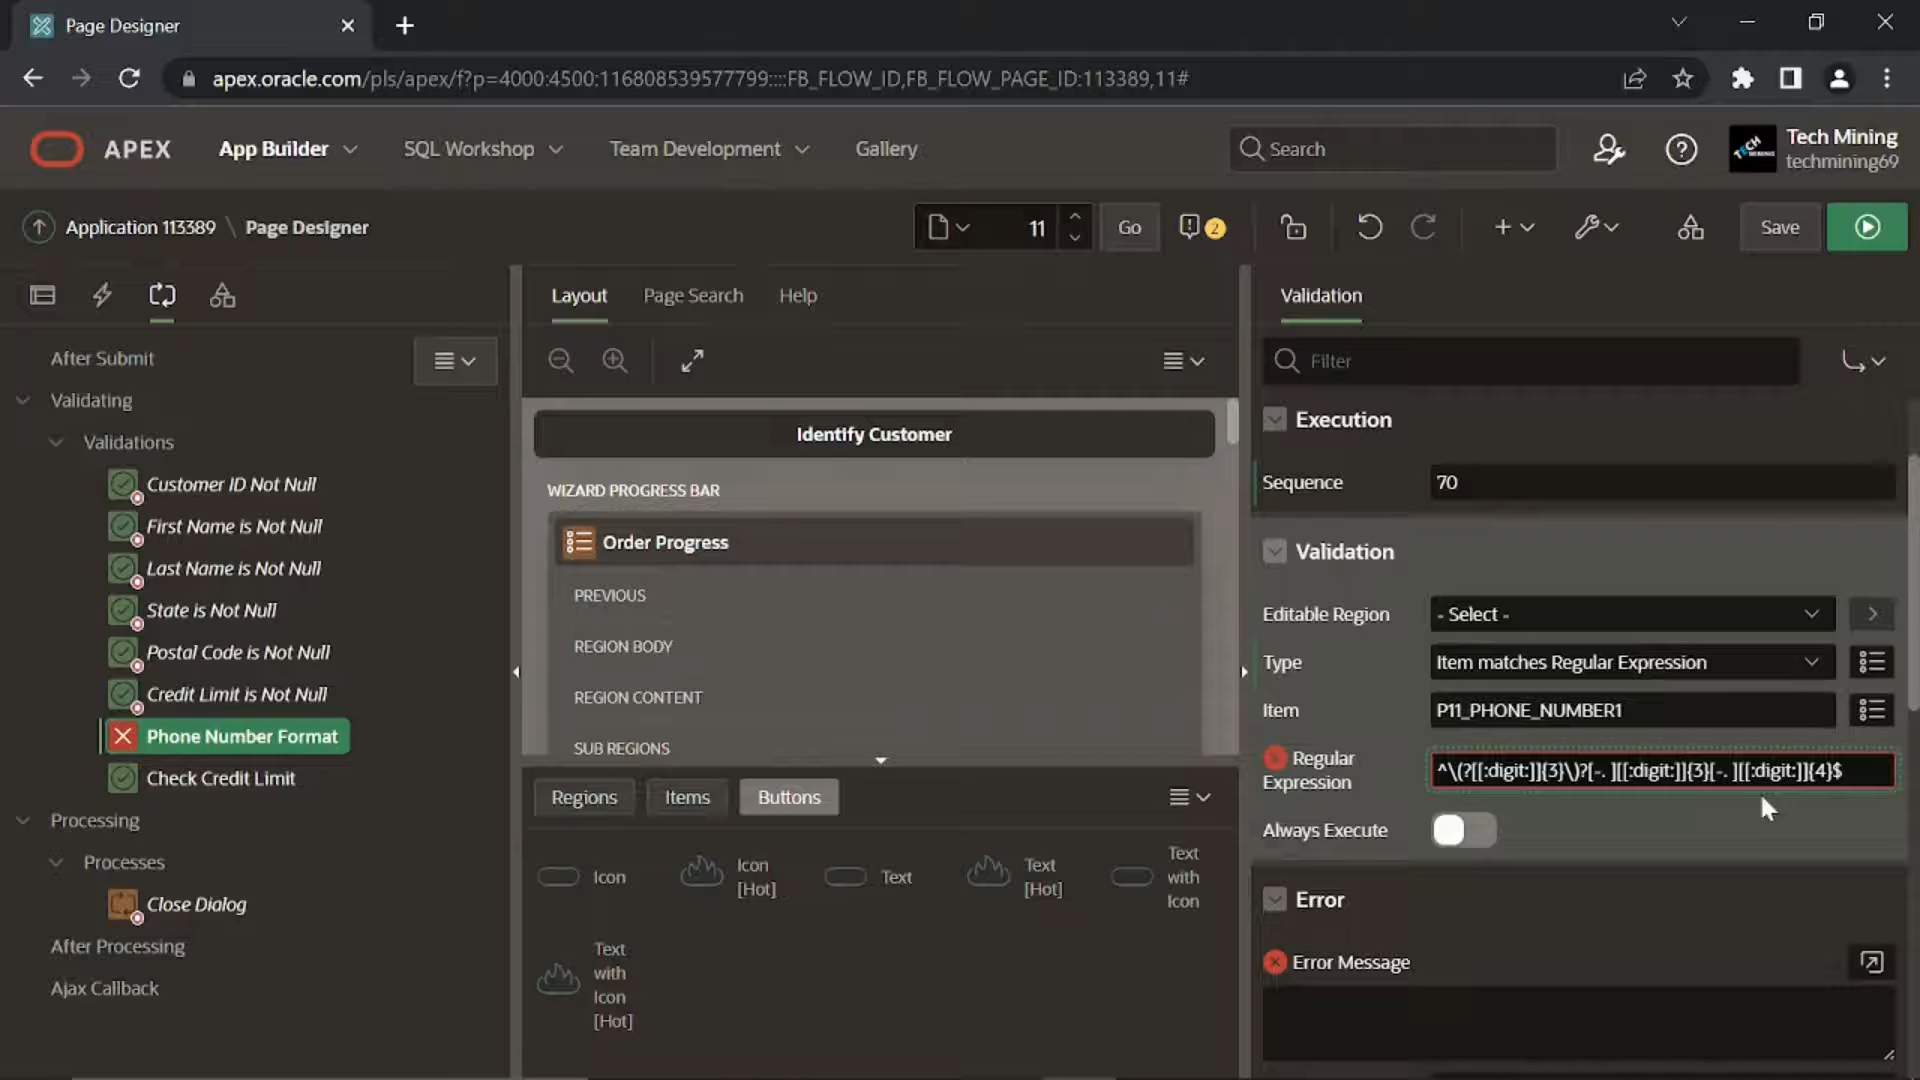 Page Designer
apex.oracle.com/pls/apex/f?p=4000:4500:116808539577799::::FB_FLOW_ID,FB_FLOW_PAGE_ID:113389,11#
APEX App Builder SQL Workshop Team Development Gallery Search Tech Mining
techmining69
Application 113389 \ Page Designer 11 Go 2 Save
Layout Page Search Help
Validation
After Submit
Validating
Validations
Customer ID Not Null
First Name is Not Null
Last Name is Not Null
State is Not Null
Postal Code is Not Null
Credit Limit is Not Null
Phone Number Format
Check Credit Limit
Processing
Processes
Close Dialog
After Processing
Ajax Callback
Identify Customer
WIZARD PROGRESS BAR
Order Progress
PREVIOUS
REGION BODY
REGION CONTENT
SUB REGIONS
Regions Items Buttons
Icon
Icon
[Hot]
Text
Text
[Hot]
Text
with
Icon
Text
with
Icon
[Hot]
Filter
Execution
Sequence 70
Validation
Editable Region - Select -
Type Item matches Regular Expression
Item P11_PHONE_NUMBER1
Regular
Expression ^\(?[[:digit:]]{3}\)?[-. ][[:digit:]]{3}[-. ][[:digit:]]{4}$
Always Execute
Error
Error Message